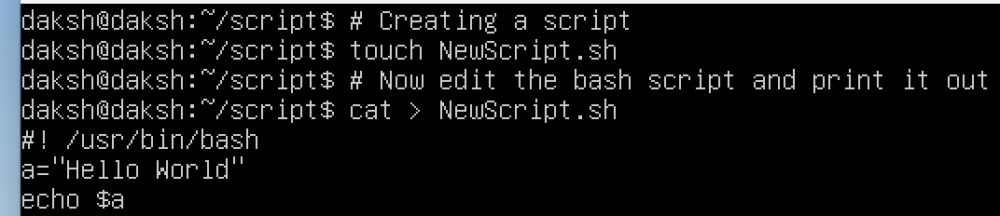 daksh@daksh:~/script$ # Creating a script
daksh@daksh:~/script$ touch NewScript.sh
daksh@daksh:~/script$ # Now edit the bash script and print it out
daksh@daksh:~/script$ cat > NewScript.sh
#! /usr/bin/bash
a="Hello World"
echo $a